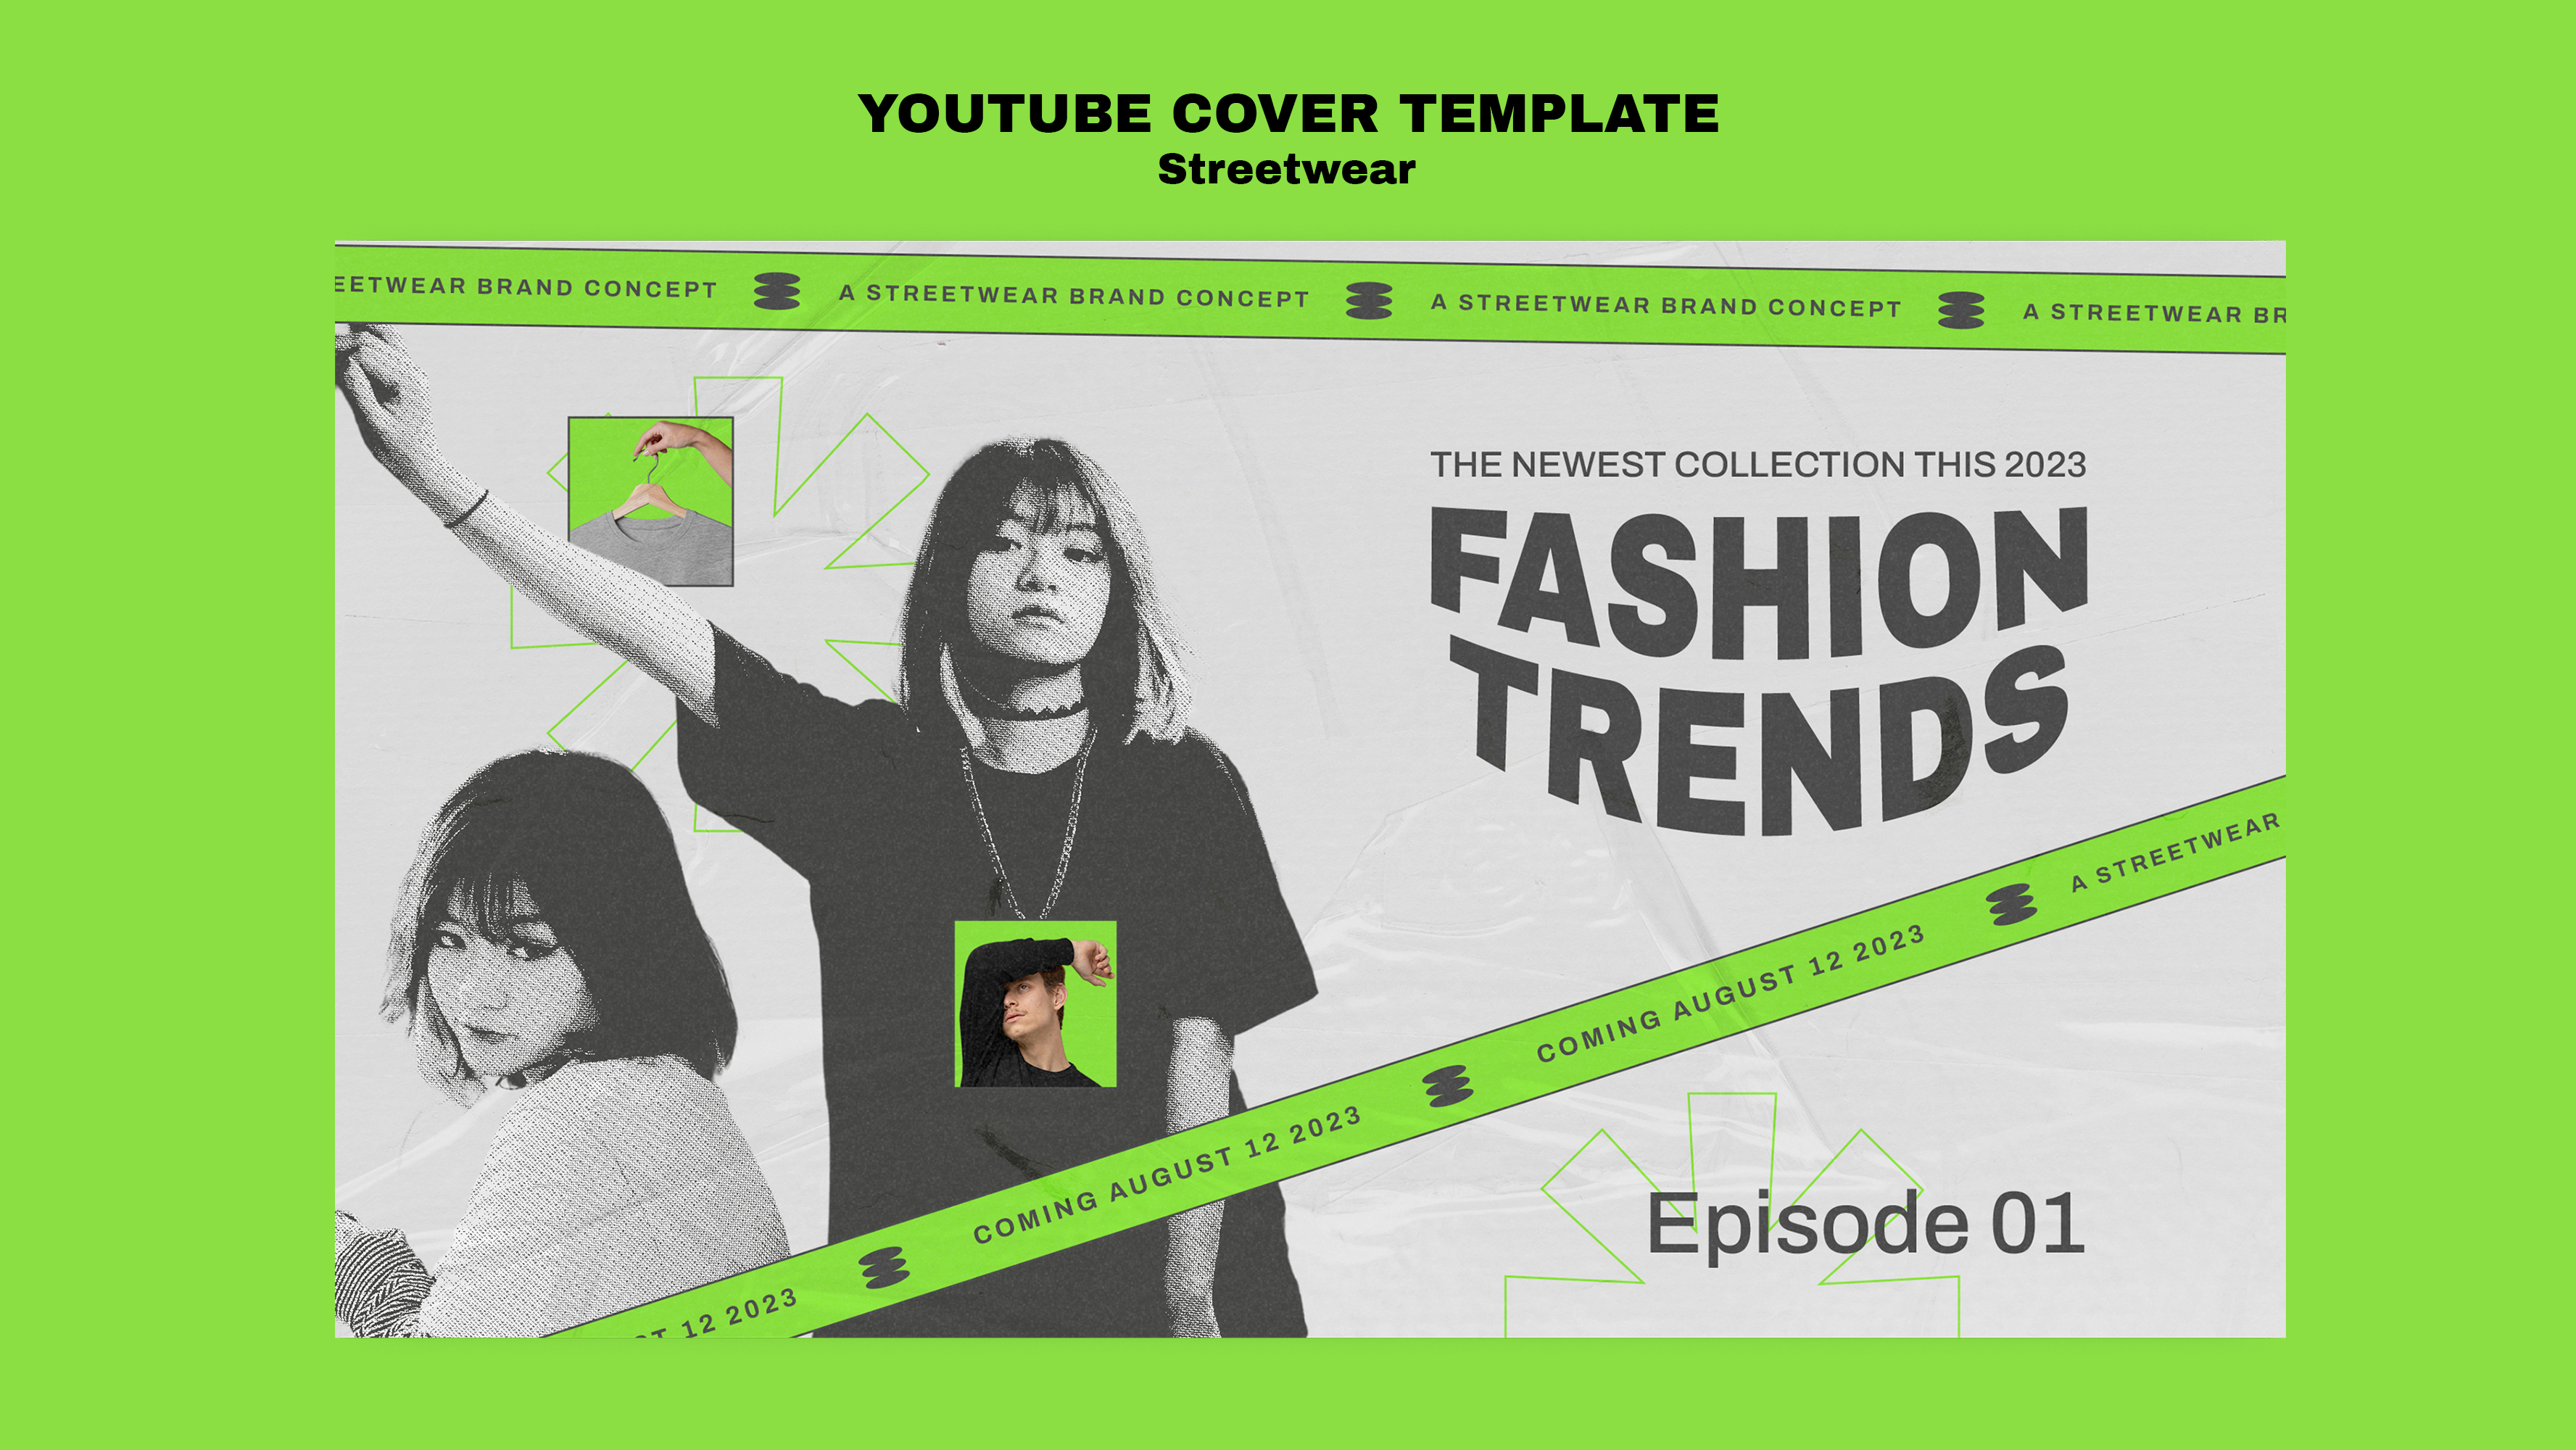 YOUTUBE COVER TEMPLATE
Streetwear
EETWEAR BRAND CONCEPT A STREETWEAR BRAND CONCEPT A STREETWEAR BRAND CONCEPT A STREETWEAR BR
THE NEWEST COLLECTION THIS 2023
FASHION
TRENDS
ST 12 2023 COMING AUGUST 12 2023 COMING AUGUST 12 2023 A STREETWEAR
Episode 01